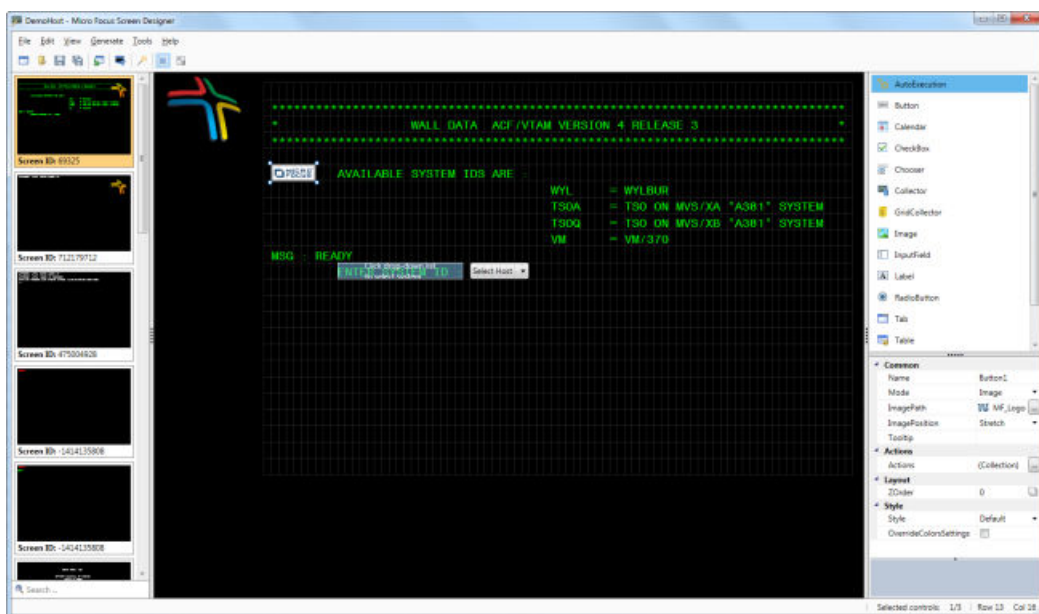 DemoHost - Micro Focus Screen Designer
File Edit View Generate Tools Help
Screen ID: 69325
Screen ID: 712179712
Screen ID: 475004928
Screen ID: -1414135808
Screen ID: -1414135808
Search...
* WALL DATA ACF/VTAM VERSION 4 RELEASE 3 *
AVAILABLE SYSTEM IDS ARE :
WYL = WYLBUR
TSOA = TSO ON MVS/XA "A381" SYSTEM
TSOQ = TSO ON MVS/XB "A381" SYSTEM
VM = VM/370
MSG : READY
ENTER SYSTEM ID : Select Host
AutoExecution
Button
Calendar
CheckBox
Chooser
Collector
GridCollector
Image
InputField
Label
RadioButton
Tab
Table
Common
Name Button1
Mode Image
ImagePath MF_Logo ...
ImagePosition Stretch
Tooltip
Actions
Actions (Collection) ...
Layout
ZOrder 0
Style
Style Default
OverrideColorsSettings
Selected controls: 1/3 Row 13 Col 18